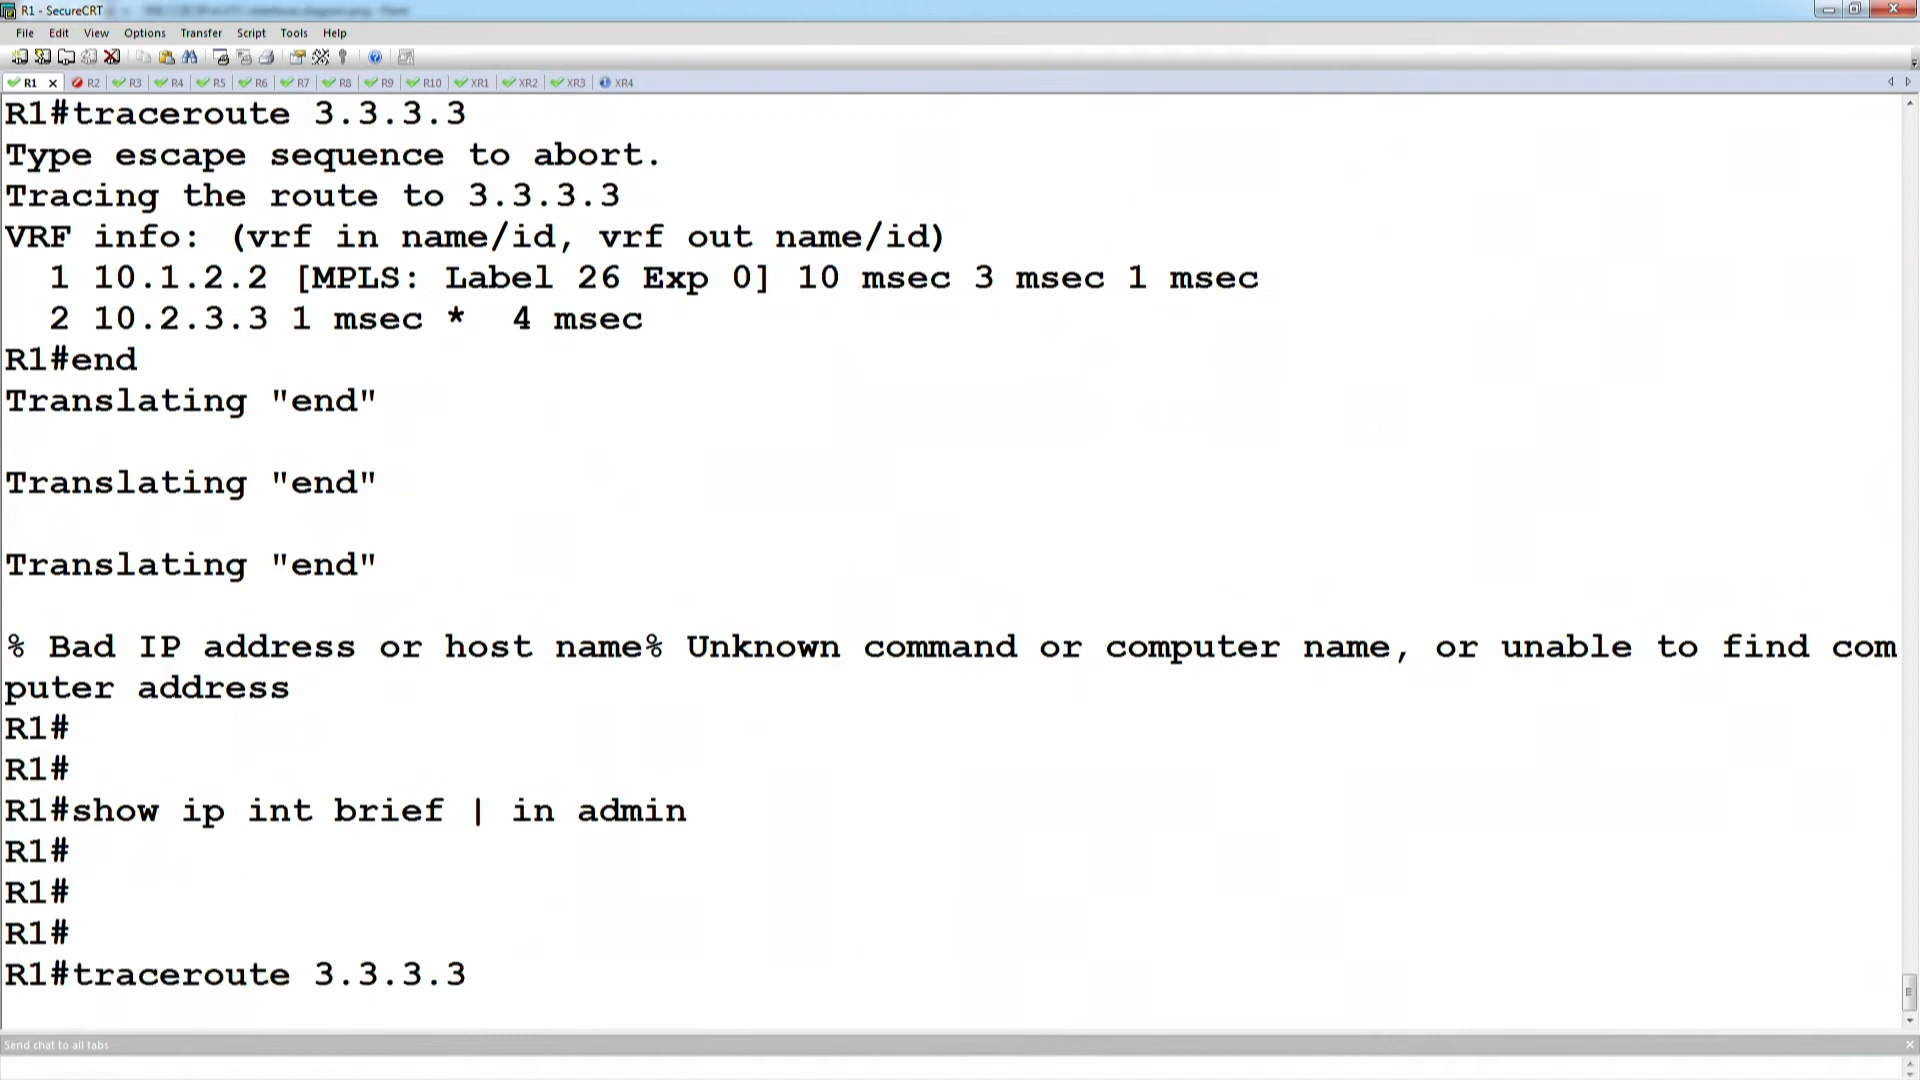 R1 - SecureCRT
File Edit View Options Transfer Script Tools Help
R1 R2 R3 R4 R5 R6 R7 R8 R9 R10 XR1 XR2 XR3 XR4
R1#traceroute 3.3.3.3
Type escape sequence to abort.
Tracing the route to 3.3.3.3
VRF info: (vrf in name/id, vrf out name/id)
1 10.1.2.2 [MPLS: Label 26 Exp 0] 10 msec 3 msec 1 msec
2 10.2.3.3 1 msec * 4 msec
R1#end
Translating "end"
Translating "end"
Translating "end"
% Bad IP address or host name% Unknown command or computer name, or unable to find com
puter address
R1#
R1#
R1#show ip int brief | in admin
R1#
R1#
R1#
R1#traceroute 3.3.3.3
Send chat to all tabs